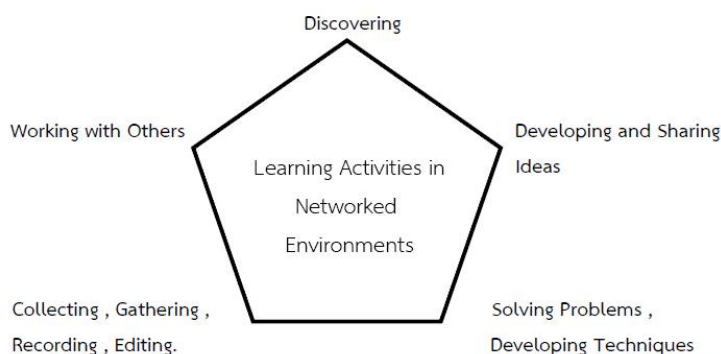 Discovering
Working with Others
Developing and Sharing
Ideas
Learning Activities in
Networked
Environments
Collecting , Gathering ,
Recording , Editing.
Solving Problems ,
Developing Techniques